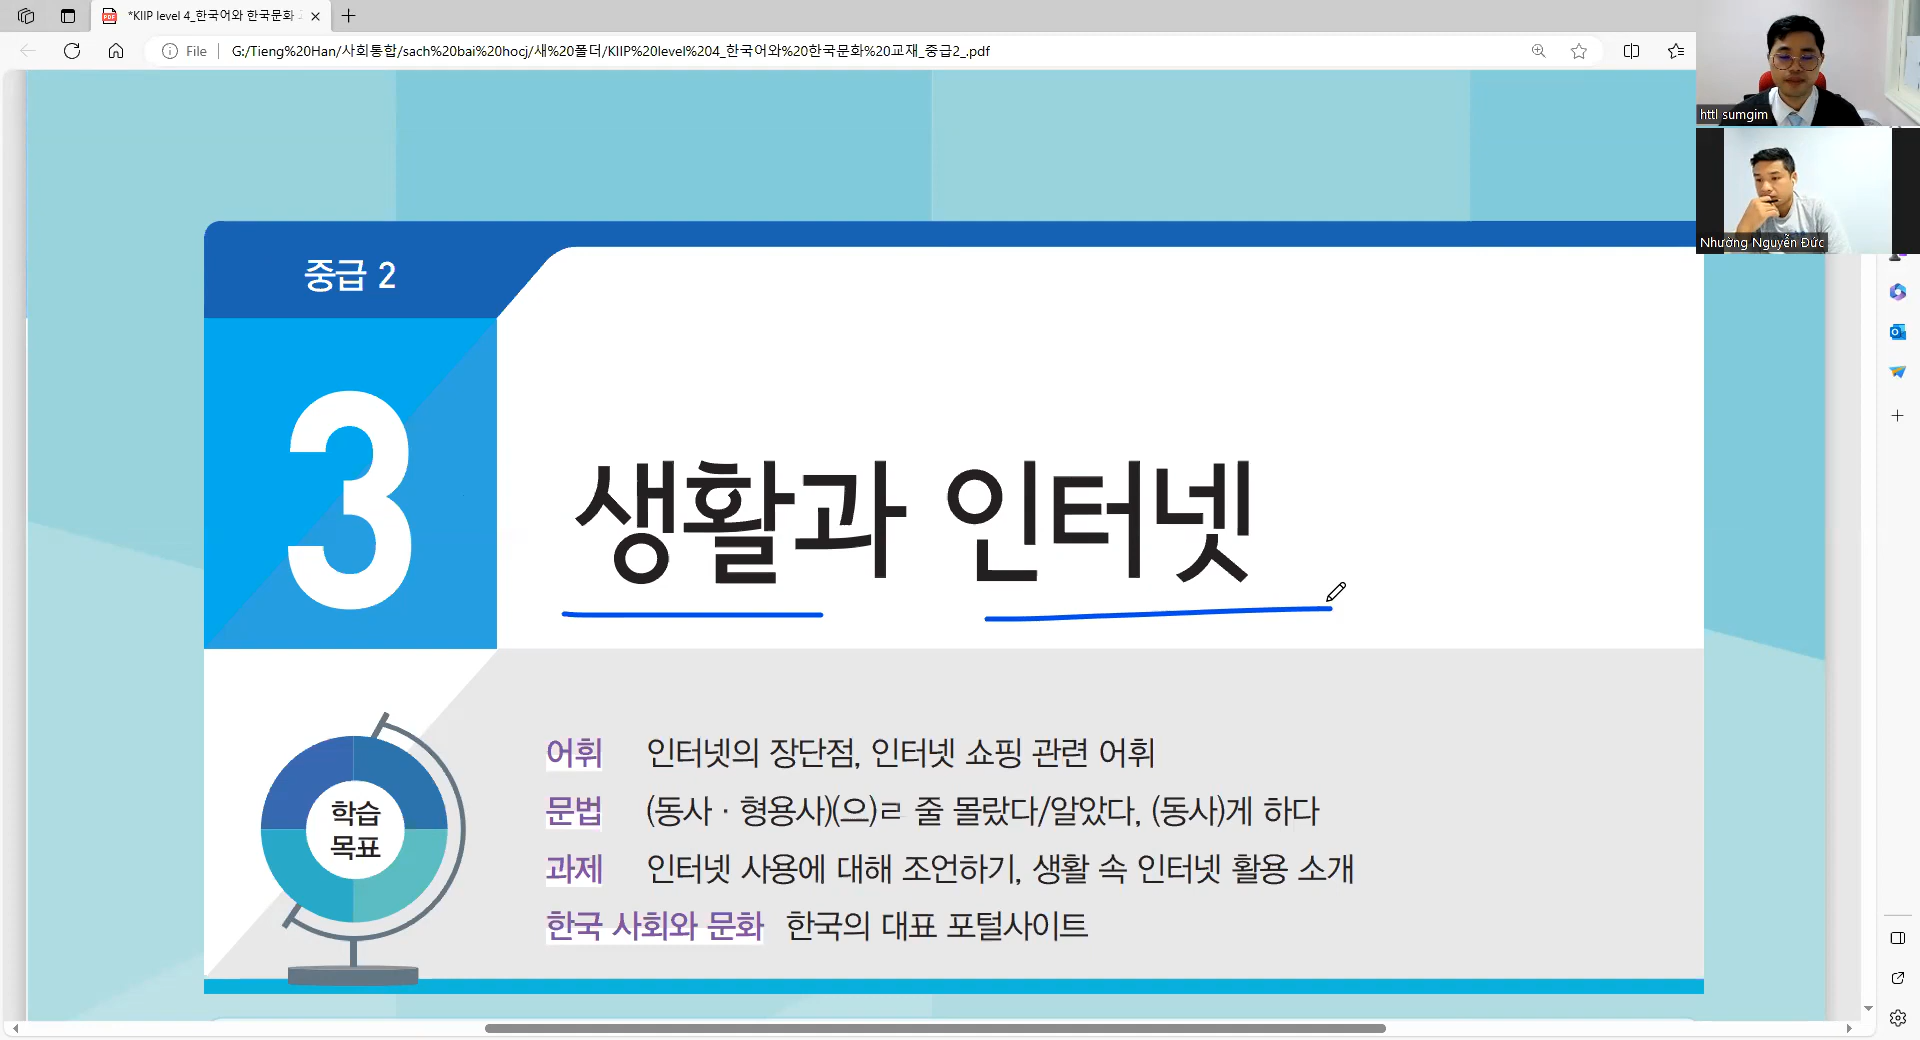 *KIIP level 4_한국어와 한국문화
File
G:/Tieng%20Han/사회통합/sach%20bai%20hocj/새%20폴더/KIIP%20level%204_한국어와%20한국문화%20교재_중급2_.pdf
httl sumgim
Nhường Nguyễn Đức
중급 2
3
생활과 인터넷
학습
목표
어휘 인터넷의 장단점, 인터넷 쇼핑 관련 어휘
문법 (동사·형용사)(으)ㄹ 줄 몰랐다/알았다, (동사)게 하다
과제 인터넷 사용에 대해 조언하기, 생활 속 인터넷 활용 소개
한국 사회와 문화 한국의 대표 포털사이트